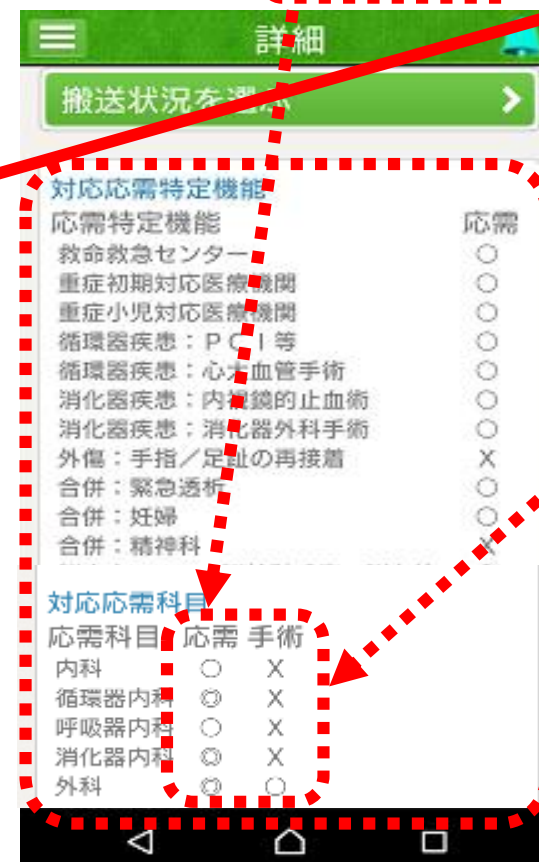 詳細
搬送状況を選ぶ
対応応需特定機能
応需特定機能 応需
救命救急センター ○
重症初期対応医療機関 ○
重症小児対応医療機関 ○
循環器疾患：ＰＣＩ等 ○
循環器疾患：心大血管手術 ○
消化器疾患：内視鏡的止血術 ○
消化器疾患：消化器外科手術 ○
外傷：手指／足趾の再接着 X
合併：緊急透析 ○
合併：妊婦 ○
合併：精神科 X
対応応需科目
応需科目 応需 手術
内科 ○ X
循環器内科 ◎ X
呼吸器内科 ○ X
消化器内科 ◎ X
外科 ◎ ○